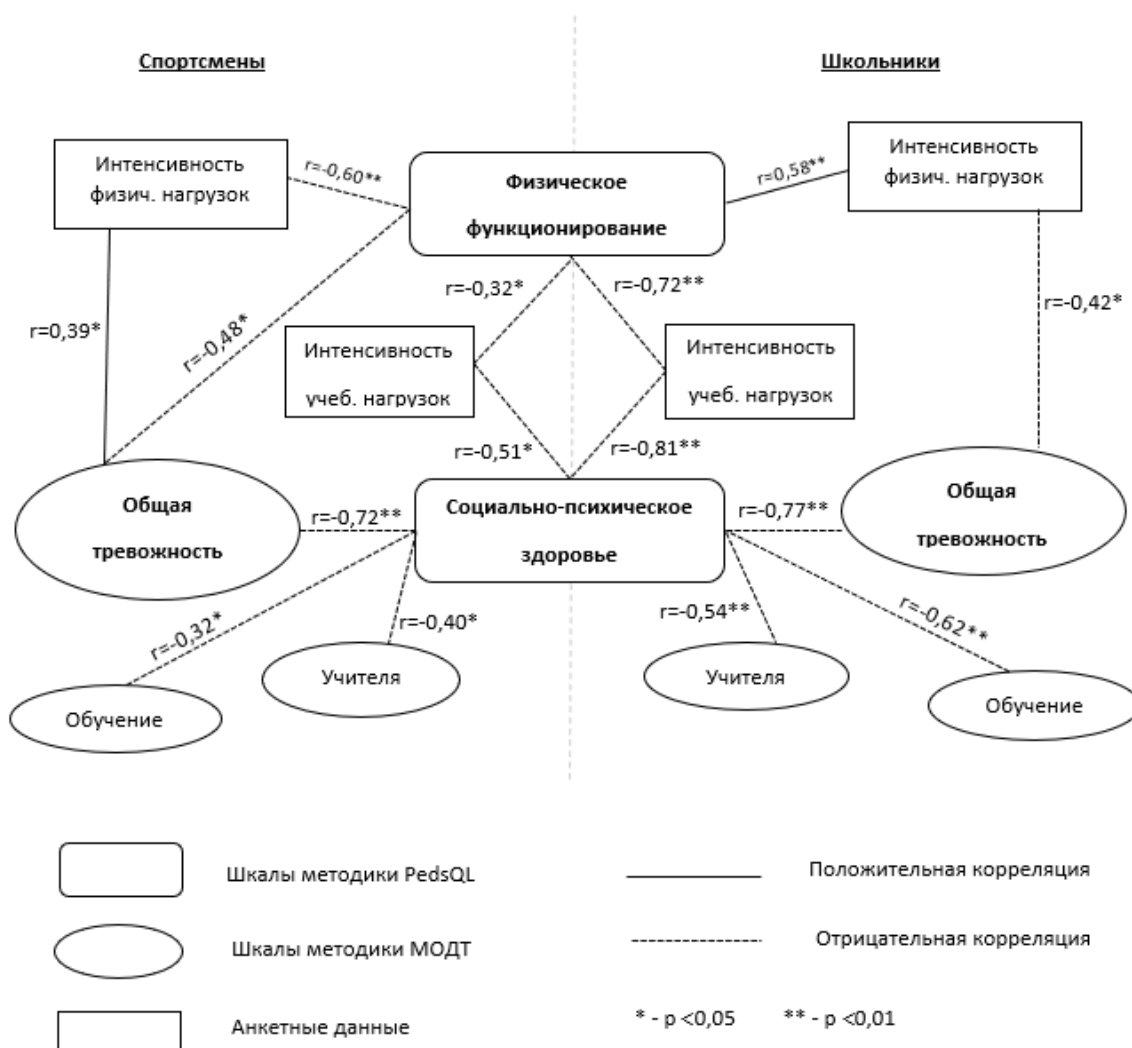 Спортсмены
Школьники
Интенсивность
физич. нагрузок
r=-0,60**
Физическое
функционирование
r=0,58**
Интенсивность
физич. нагрузок
r=-0,32*
r=-0,72**
r=0,39*
r=-0,48*
r=-0,42*
Интенсивность
учеб. нагрузок
Интенсивность
учеб. нагрузок
r=-0,51*
r=-0,81**
Общая
тревожность
r=-0,72**
Социально-психическое
здоровье
r=-0,77**
Общая
тревожность
r=-0,32*
r=-0,40*
r=-0,54**
r=-0,62**
Обучение
Учителя
Учителя
Обучение
Шкалы методики PedsQL
Положительная корреляция
Шкалы методики МОДТ
Отрицательная корреляция
Анкетные данные
* - p <0,05 ** - p <0,01